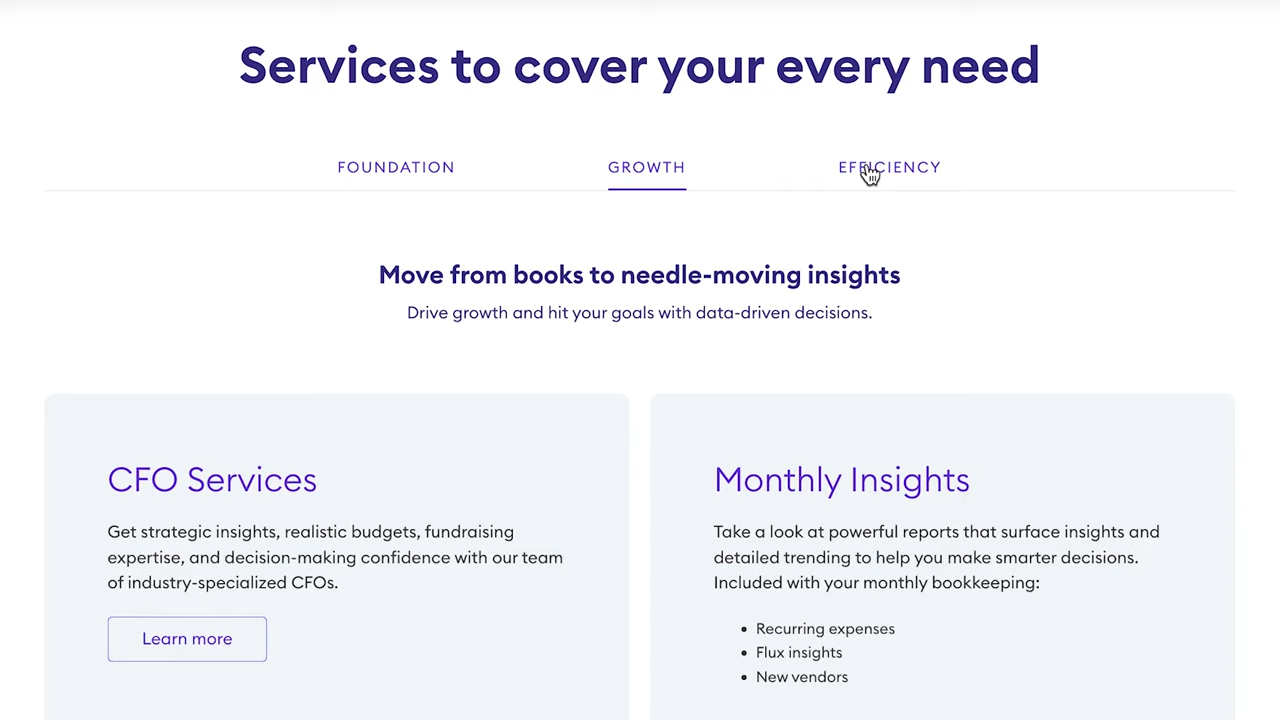 Services to cover your every need
FOUNDATION
GROWTH
EFFICIENCY
Move from books to needle-moving insights
Drive growth and hit your goals with data-driven decisions.
CFO Services
Get strategic insights, realistic budgets, fundraising
expertise, and decision-making confidence with our team
of industry-specialized CFOs.
Learn more
Monthly Insights
Take a look at powerful reports that surface insights and
detailed trending to help you make smarter decisions.
Included with your monthly bookkeeping:
• Recurring expenses
• Flux insights
• New vendors